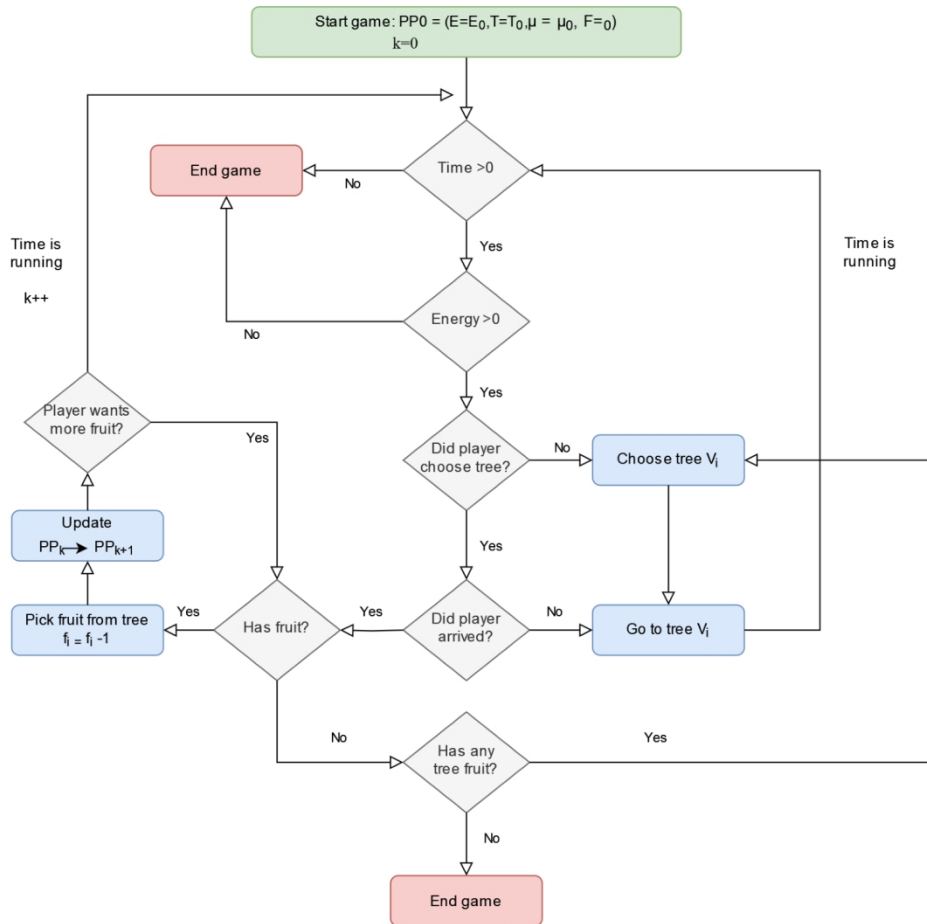 Start game: PP0 = (E=E₀,T=T₀,μ = μ₀, F=₀)
k=0
Time >0
End game
No
Yes
Time is
running
k++
Time is
running
Energy >0
No
Yes
Player wants
more fruit?
Yes
Did player
choose tree?
No
Choose tree Vᵢ
Yes
Update
PPₖ → PPₖ₊₁
Pick fruit from tree
fᵢ = fᵢ -1
Yes
Has fruit?
Yes
Did player
arrived?
No
Go to tree Vᵢ
No
Has any
tree fruit?
Yes
No
End game